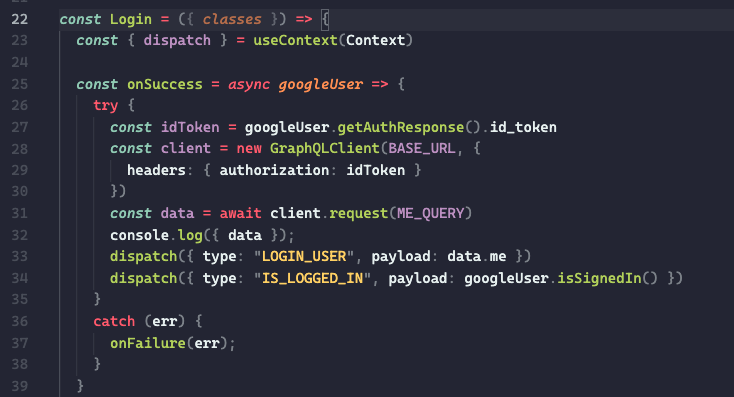 22 const Login = ({ classes }) => {
23   const { dispatch } = useContext(Context)
24
25   const onSuccess = async googleUser => {
26     try {
27       const idToken = googleUser.getAuthResponse().id_token
28       const client = new GraphQLClient(BASE_URL, {
29         headers: { authorization: idToken }
30       })
31       const data = await client.request(ME_QUERY)
32       console.log({ data });
33       dispatch({ type: "LOGIN_USER", payload: data.me })
34       dispatch({ type: "IS_LOGGED_IN", payload: googleUser.isSignedIn() })
35     }
36     catch (err) {
37       onFailure(err);
38     }
39   }